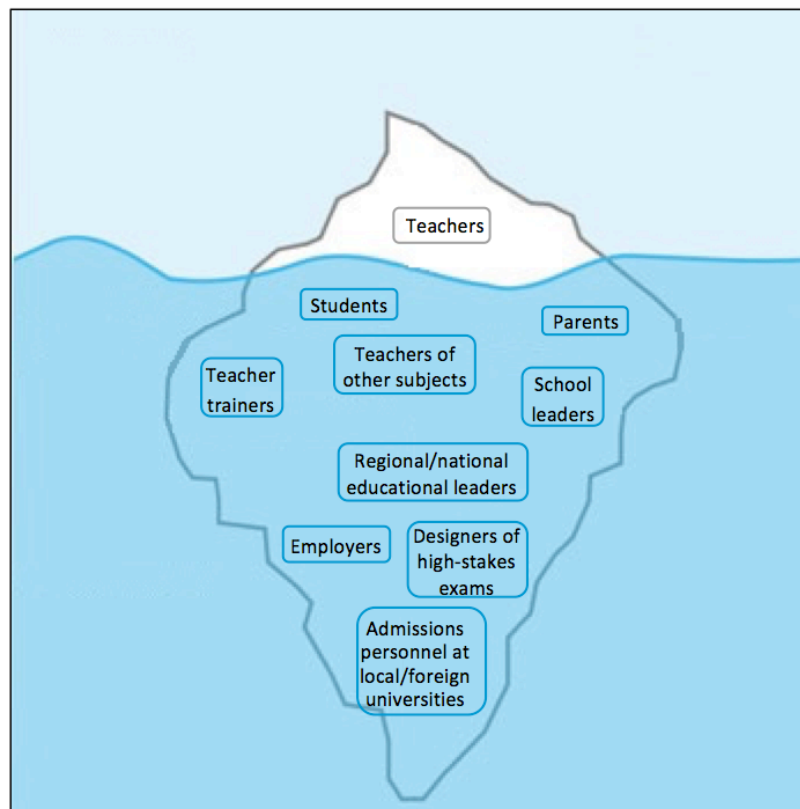 Teachers
Students
Parents
Teachers of
other subjects
Teacher
trainers
School
leaders
Regional/national
educational leaders
Employers
Designers of
high-stakes
exams
Admissions
personnel at
local/foreign
universities